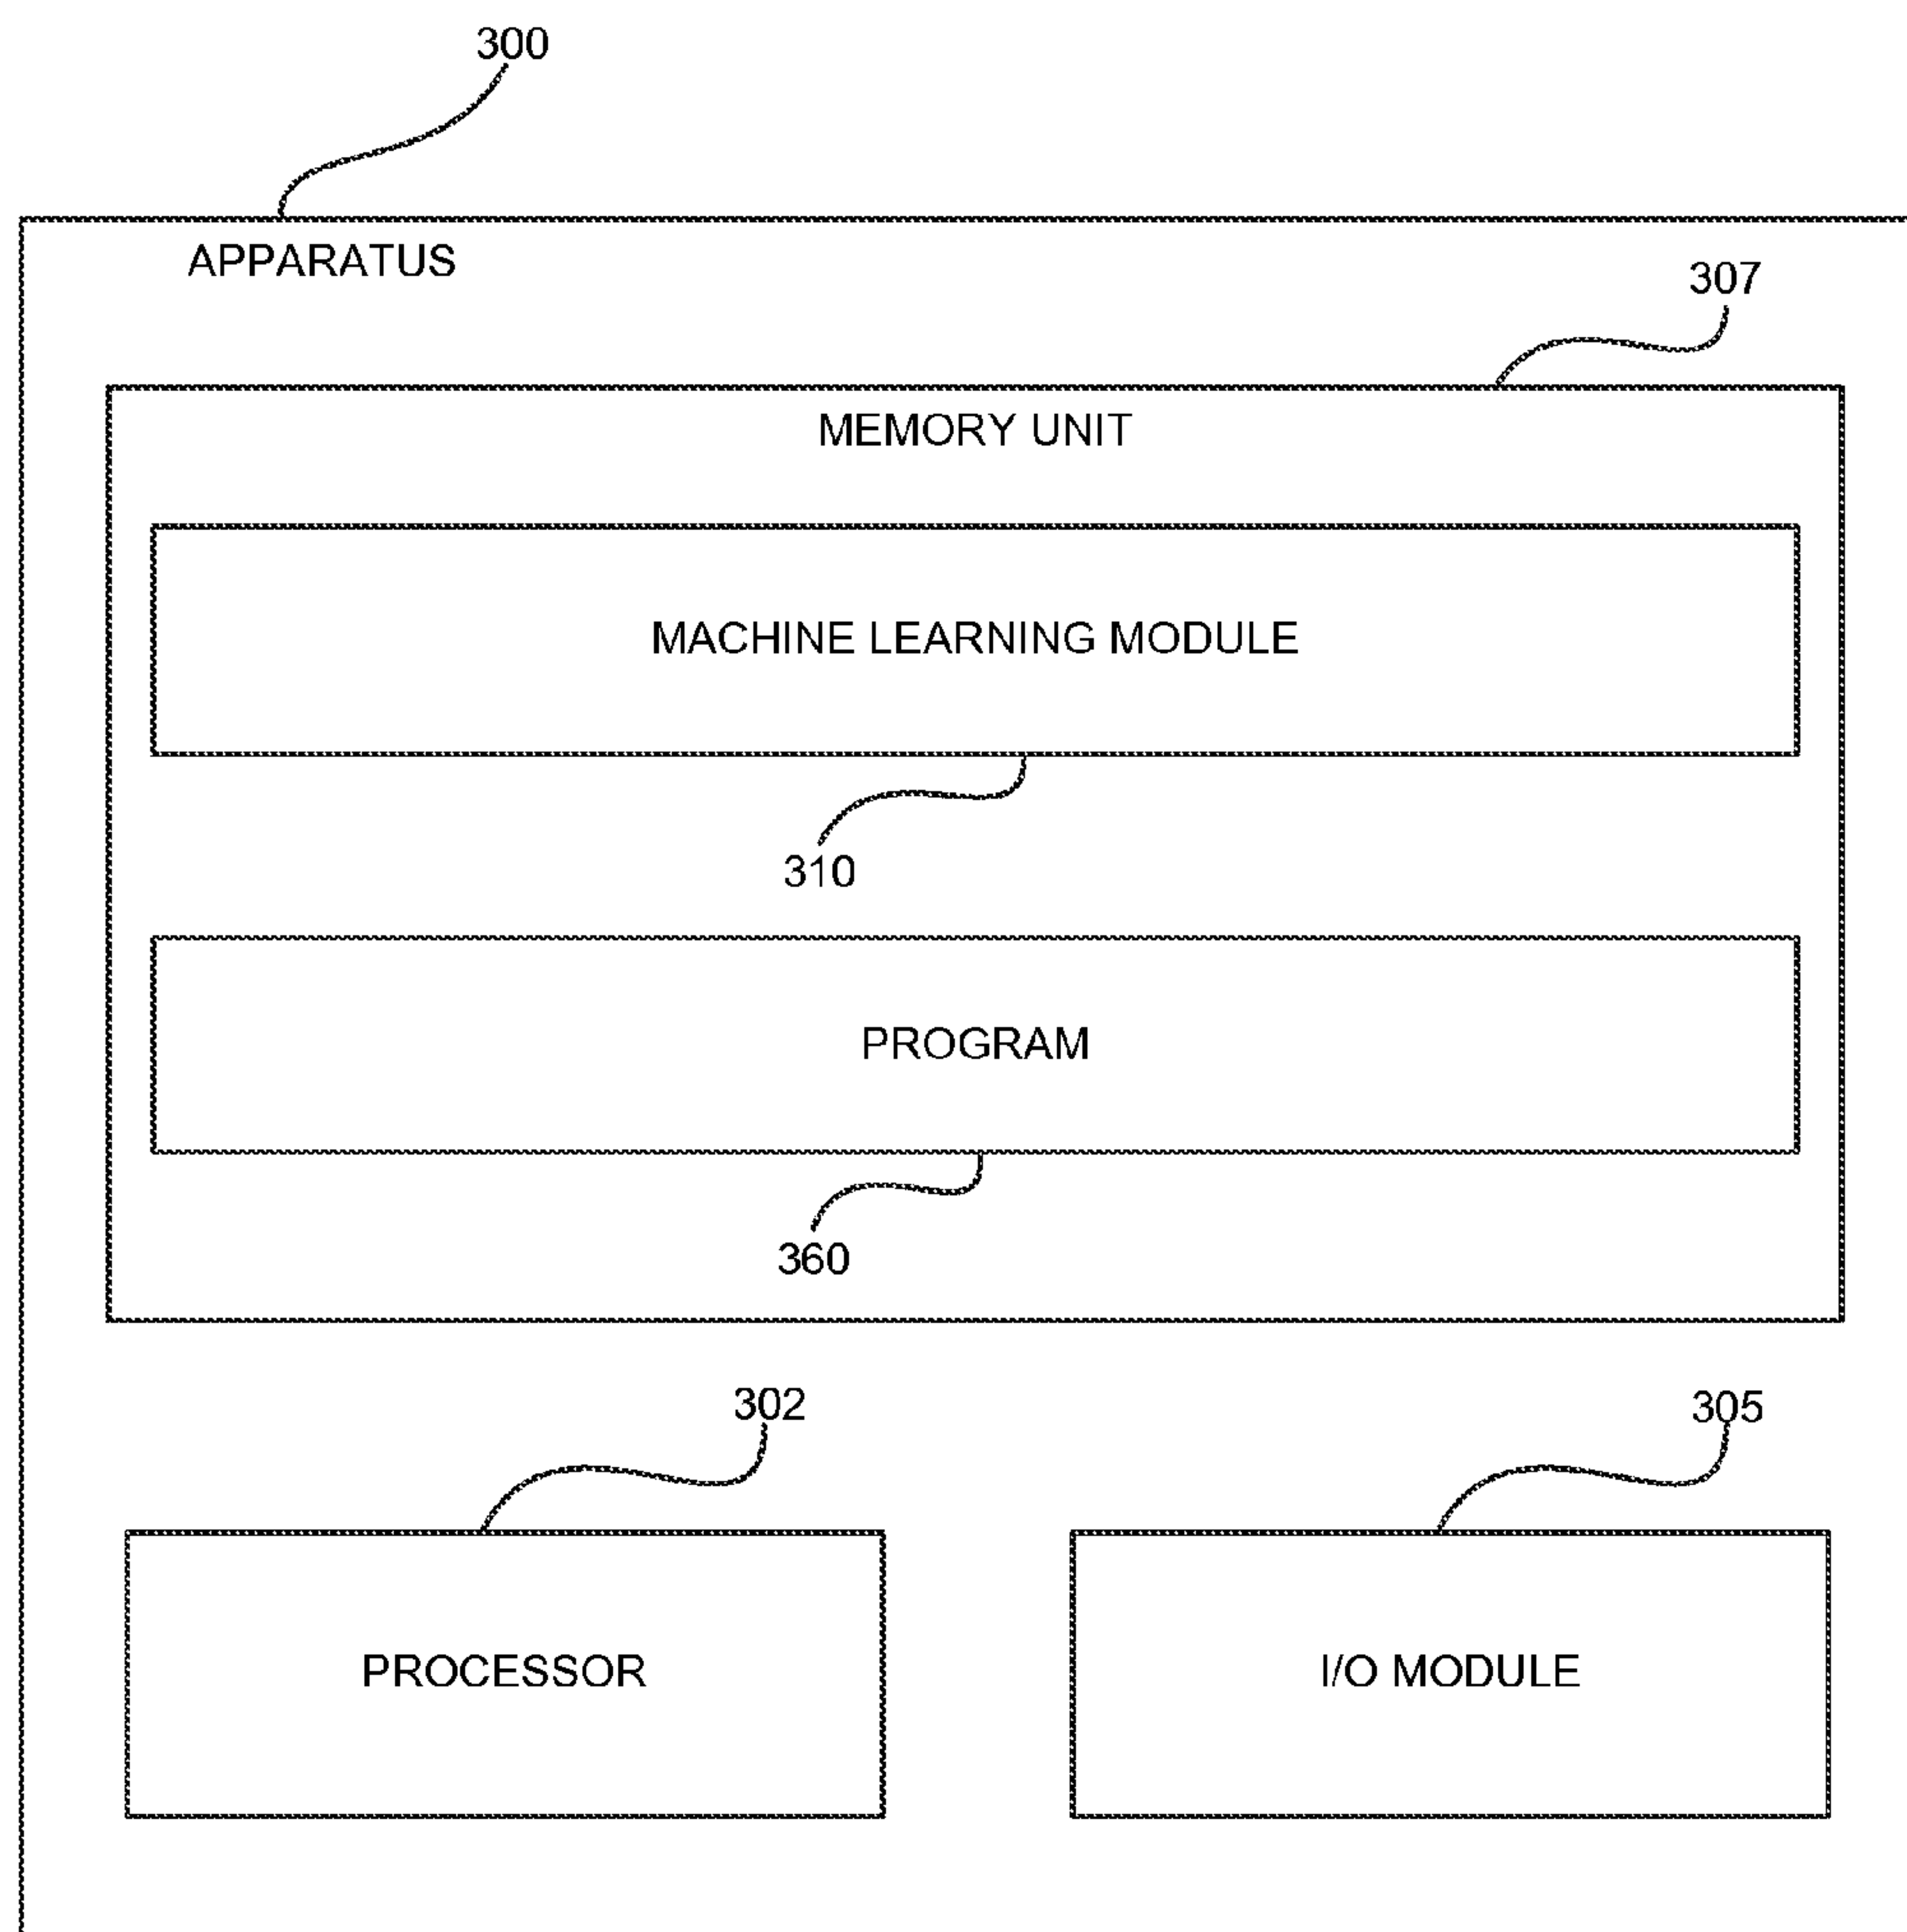 300
APPARATUS
307
MEMORY UNIT
MACHINE LEARNING MODULE
310
PROGRAM
360
302
305
PROCESSOR
I/O MODULE